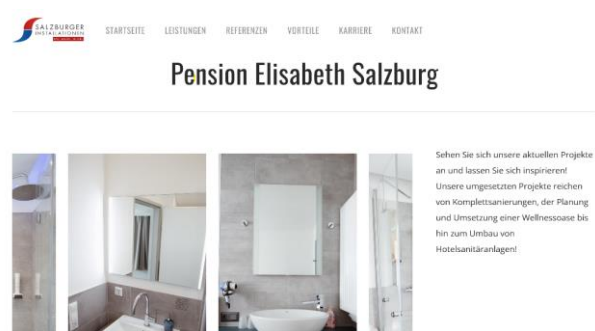 SALZBURGER
INSTALLATIONEN
STARTSEITE LEISTUNGEN REFERENZEN VORTEILE KARRIERE KONTAKT
Pension Elisabeth Salzburg
Sehen Sie sich unsere aktuellen Projekte
an und lassen Sie sich inspirieren!
Unsere umgesetzten Projekte reichen
von Komplettsanierungen, der Planung
und Umsetzung einer Wellnessoase bis
hin zum Umbau von
Hotelsanitäranlagen!